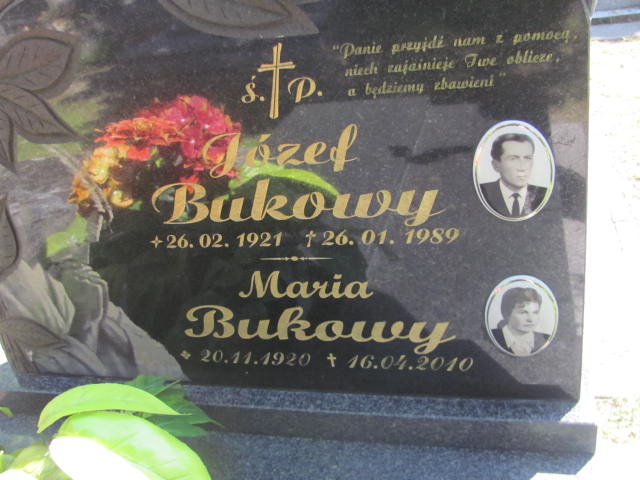 "Panie przyjdź nam z pomocą,
niech zajaśnieje Twe oblicze,
a będziemy zbawieni"
Ś. P.
Józef
Bukowy
+26. 02. 1921 †26. 01. 1989
Maria
Bukowy
* 20.11.1920 † 16.04.2010